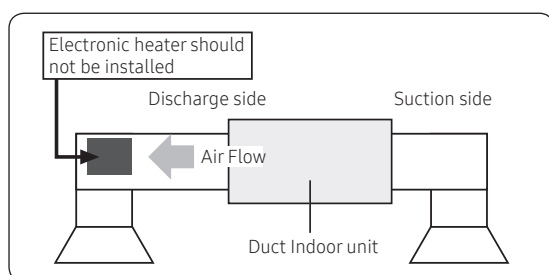 Electronic heater should
not be installed
Discharge side
Suction side
Air Flow
Duct Indoor unit